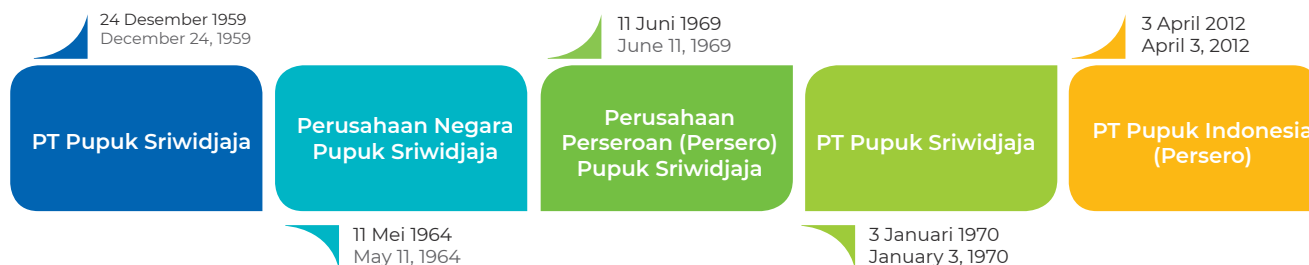 24 Desember 1959
December 24, 1959
PT Pupuk Sriwidjaja
Perusahaan Negara
Pupuk Sriwidjaja
11 Mei 1964
May 11, 1964
11 Juni 1969
June 11, 1969
Perusahaan
Perseroan (Persero)
Pupuk Sriwidjaja
PT Pupuk Sriwidjaja
3 Januari 1970
January 3, 1970
3 April 2012
April 3, 2012
PT Pupuk Indonesia
(Persero)